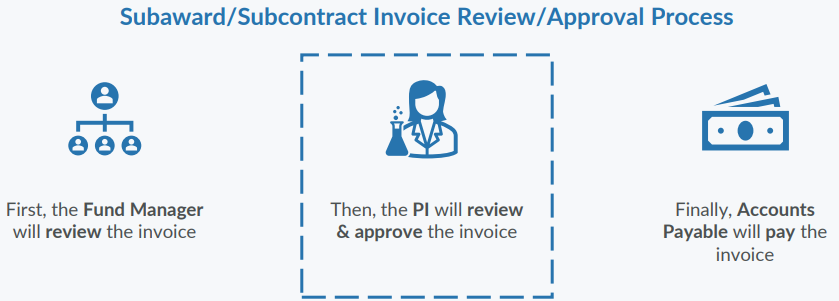 Subaward/Subcontract Invoice Review/Approval Process
First, the Fund Manager
will review the invoice
Then, the PI will review
& approve the invoice
Finally, Accounts
Payable will pay the
invoice